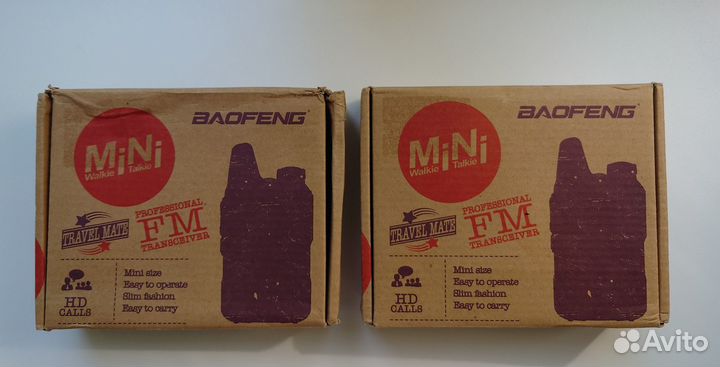 BAOFENG
MiNi
Walkie Talkie
PROFESSIONAL
FM
TRANSCEIVER
TRAVEL MATE
HD
CALLS
Mini size
Easy to operate
Slim fashion
Easy to carry
BAOFENG
MiNi
Walkie Talkie
PROFESSIONAL
FM
TRANSCEIVER
TRAVEL MATE
HD
CALLS
Mini size
Easy to operate
Slim fashion
Easy to carry
Avito